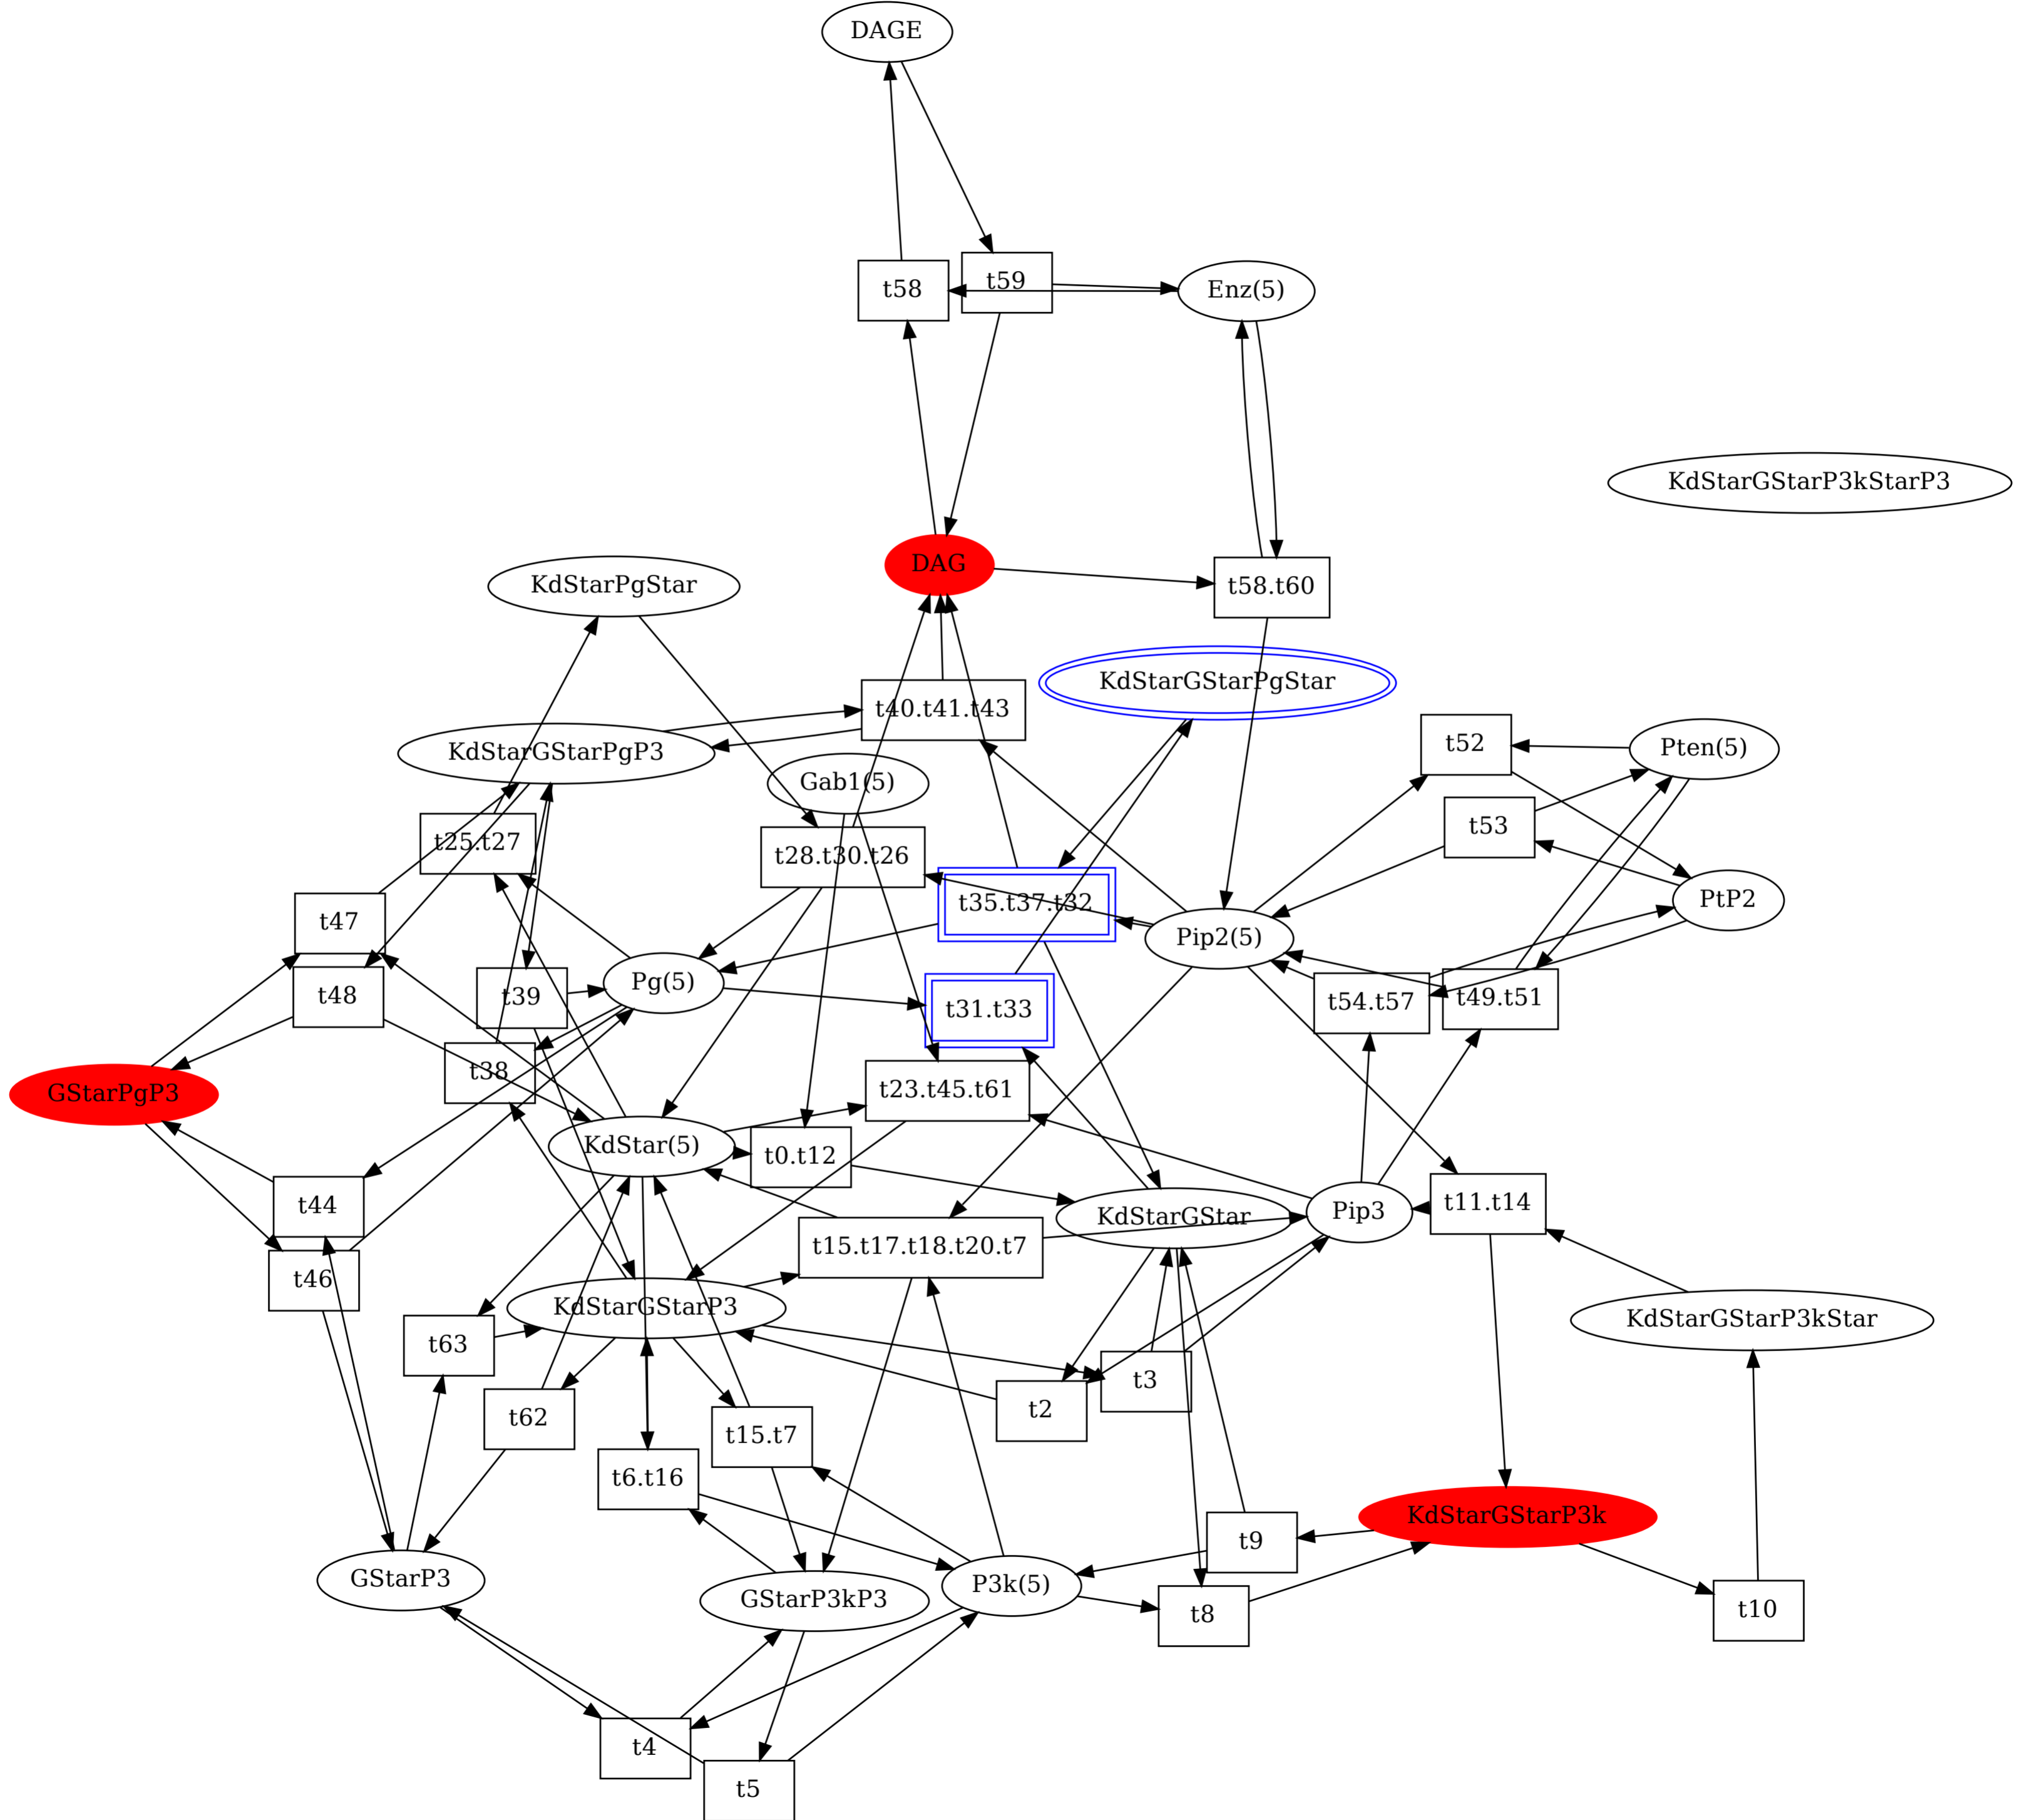 DAGE
t59
t58
Enz(5)
KdStarGStarP3kStarP3
DAG
KdStarPgStar
t58.t60
KdStarGStarPgStar
t40.t41.t43
t52
Pten(5)
KdStarGStarPgP3
Gab1(5)
t53
t25.t27
t28.t30.t26
PtP2
t35.t37.t32
t47
Pip2(5)
Pg(5)
t48
t39
t54.t57
t49.t51
t31.t33
t38
t23.t45.t61
GStarPgP3
KdStar(5)
t0.t12
t11.t14
t44
KdStarGStar
Pip3
t15.t17.t18.t20.t7
t46
KdStarGStarP3
KdStarGStarP3kStar
t63
t3
t2
t62
t15.t7
t6.t16
KdStarGStarP3k
t9
GStarP3
P3k(5)
GStarP3kP3
t10
t8
t4
t5